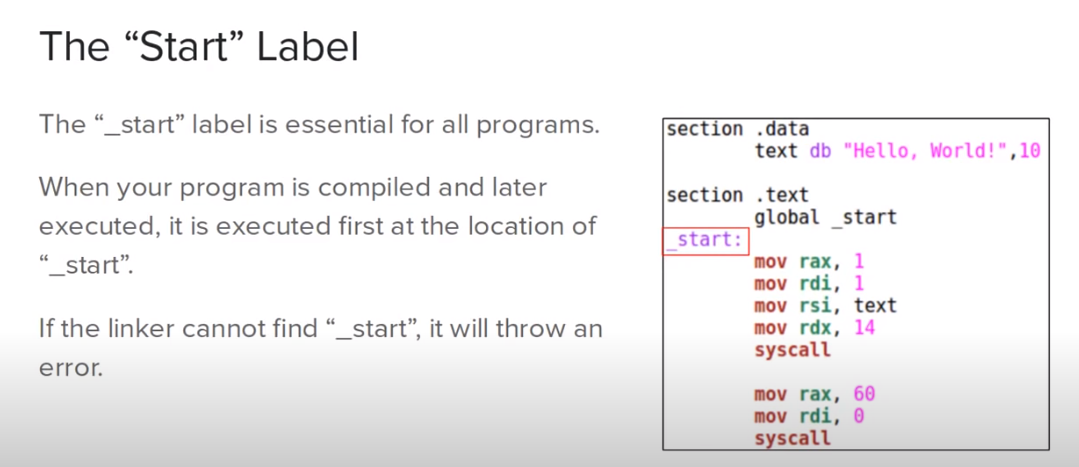 The “Start” Label
The “_start” label is essential for all programs.
When your program is compiled and later
executed, it is executed first at the location of
“_start”.
If the linker cannot find “_start”, it will throw an
error.
section .data
text db "Hello, World!",10
section .text
global _start
_start:
mov rax, 1
mov rdi, 1
mov rsi, text
mov rdx, 14
syscall
mov rax, 60
mov rdi, 0
syscall